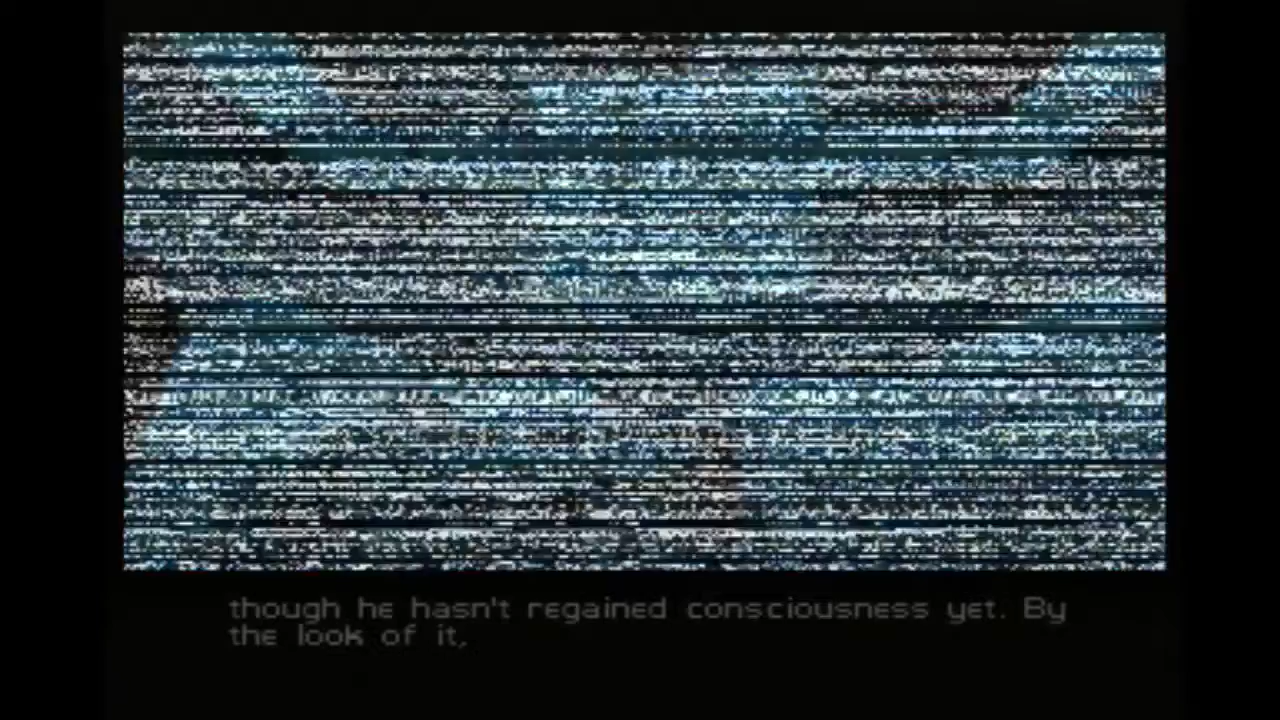 though he hasn't regained consciousness yet. By
the look of it,